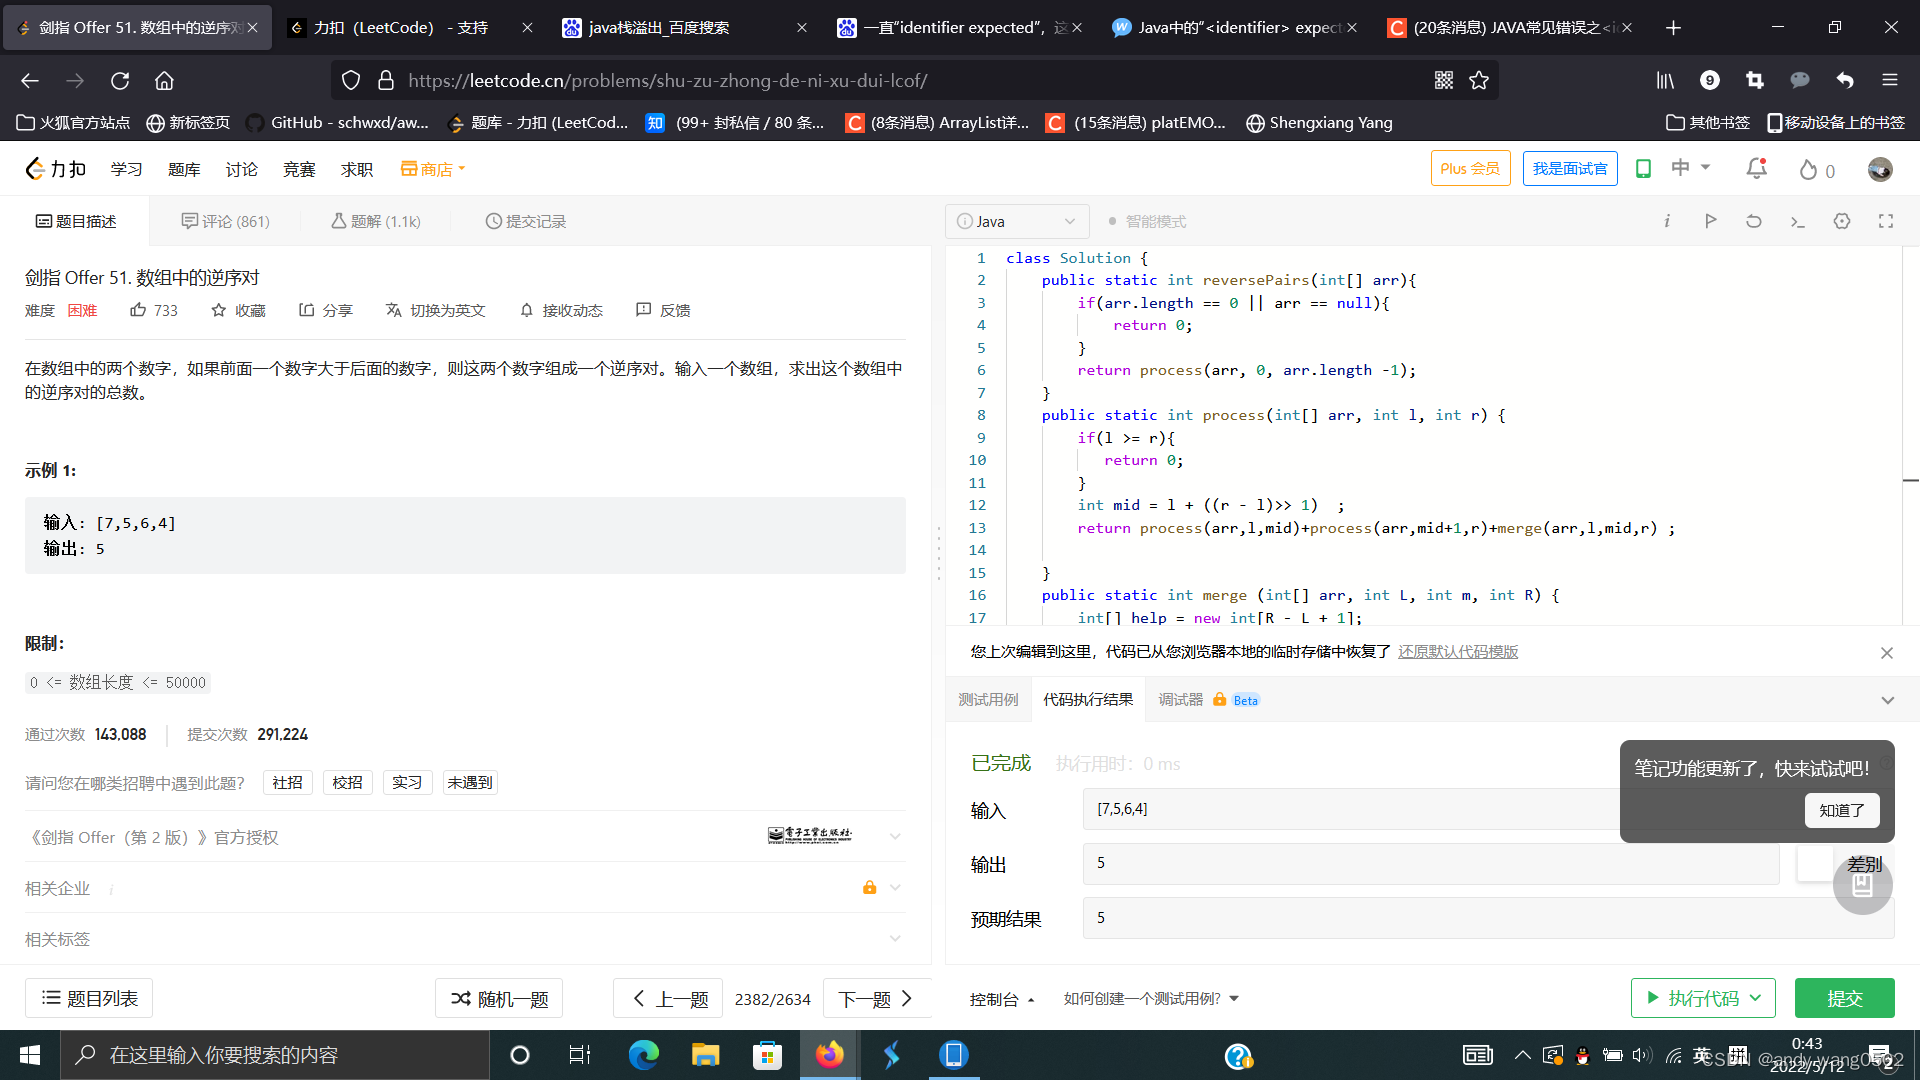 剑指 Offer 51. 数组中的逆序对
力扣（LeetCode） - 支持
java栈溢出_百度搜索
一直“identifier expected”，这
Java中的“<identifier> expect
(20条消息) JAVA常见错误之<i
https://leetcode.cn/problems/shu-zu-zhong-de-ni-xu-dui-lcof/
9
火狐官方站点
新标签页
GitHub - schwxd/aw...
题库 - 力扣 (LeetCod...
知 (99+ 封私信 / 80 条...
C (8条消息) ArrayList详...
C (15条消息) platEMO...
Shengxiang Yang
其他书签
移动设备上的书签
力扣 学习 题库 讨论 竞赛 求职 商店
Plus 会员 我是面试官 中 0
题目描述 评论 (861) 题解 (1.1k) 提交记录
剑指 Offer 51. 数组中的逆序对
难度 困难 733 收藏 分享 切换为英文 接收动态 反馈
在数组中的两个数字，如果前面一个数字大于后面的数字，则这两个数字组成一个逆序对。输入一个数组，求出这个数组中
的逆序对的总数。
示例 1:
输入: [7,5,6,4]
输出: 5
限制：
0 <= 数组长度 <= 50000
通过次数 143,088 提交次数 291,224
请问您在哪类招聘中遇到此题？ 社招 校招 实习 未遇到
《剑指 Offer（第 2 版）》官方授权
电子工业出版社
相关企业 i
相关标签
题目列表 随机一题 上一题 2382/2634 下一题
Java 智能模式
1 class Solution {
2 public static int reversePairs(int[] arr){
3 if(arr.length == 0 || arr == null){
4 return 0;
5 }
6 return process(arr, 0, arr.length -1);
7 }
8 public static int process(int[] arr, int l, int r) {
9 if(l >= r){
10 return 0;
11 }
12 int mid = l + ((r - l)>> 1)  ;
13 return process(arr,l,mid)+process(arr,mid+1,r)+merge(arr,l,mid,r) ;
14
15 }
16 public static int merge (int[] arr, int L, int m, int R) {
17 int[] help = new int[R - L + 1];
您上次编辑到这里，代码已从您浏览器本地的临时存储中恢复了 还原默认代码模版
测试用例 代码执行结果 调试器 Beta
已完成 执行用时：0 ms
笔记功能更新了，快来试试吧！
知道了
输入 [7,5,6,4]
输出 5
差别
预期结果 5
控制台 如何创建一个测试用例? 执行代码 提交
在这里输入你要搜索的内容
英 拼
0:43
2022/5/12
2
CSDN @andy.wang0502